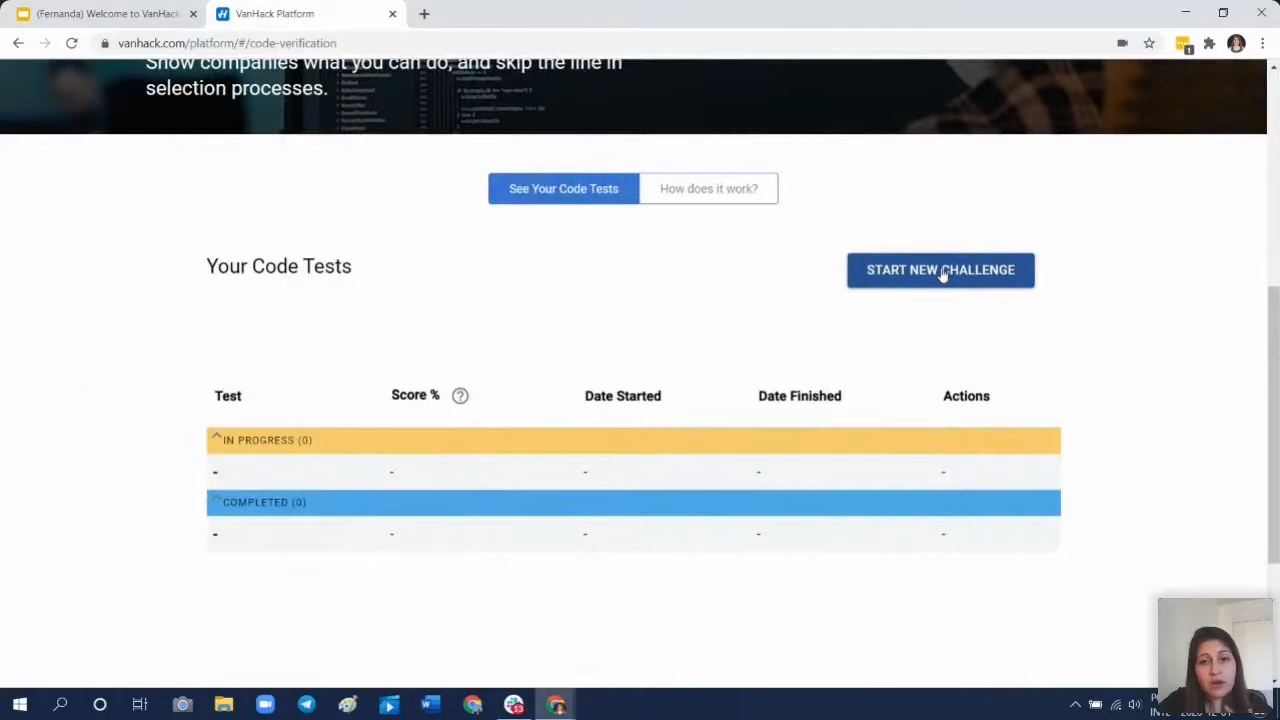 (Fernanda) Welcome to VanHack
VanHack Platform
vanhack.com/platform/#/code-verification
1
Show companies what you can do, and skip the line in
selection processes.
See Your Code Tests
How does it work?
Your Code Tests
START NEW CHALLENGE
Test
Score %
?
Date Started
Date Finished
Actions
IN PROGRESS (0)
-
-
-
-
-
COMPLETED (0)
-
-
-
-
-